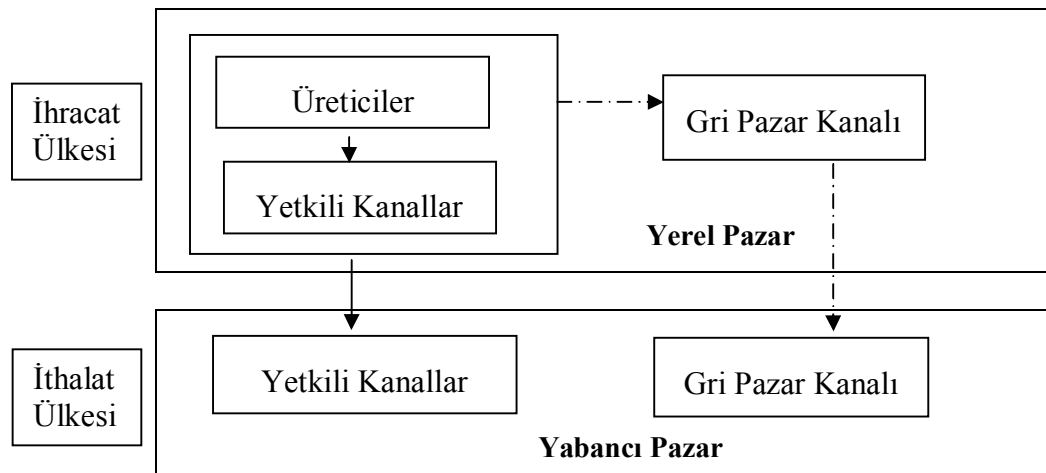 İhracat
Ülkesi
Üreticiler
Yetkili Kanallar
Gri Pazar Kanalı
Yerel Pazar
İthalat
Ülkesi
Yetkili Kanallar
Gri Pazar Kanalı
Yabancı Pazar